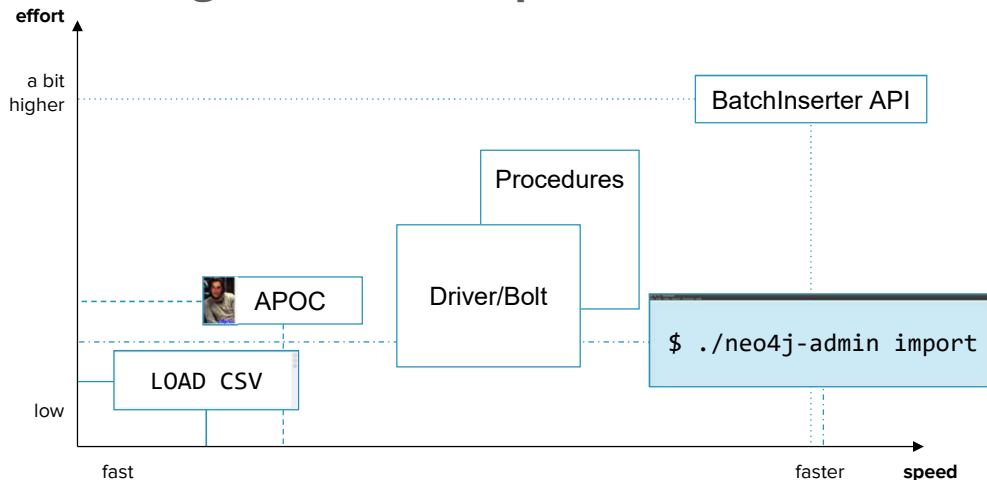 effort
a bit
higher
BatchInserter API
Procedures
Driver/Bolt
APOC
$ ./neo4j-admin import
LOAD CSV
low
fast
faster
speed